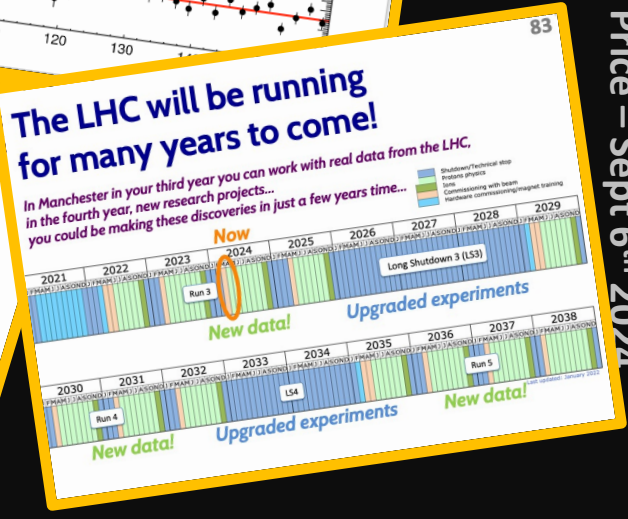 120 130
83
The LHC will be running
for many years to come!
In Manchester in your third year you can work with real data from the LHC,
in the fourth year, new research projects...
you could be making these discoveries in just a few years time...
Shutdown/Technical stop
Protons physics
Ions
Commissioning with beam
Hardware commissioning/magnet training
Now
2021 2022 2023 2024 2025 2026 2027 2028 2029
Run 3
Long Shutdown 3 (LS3)
New data!
Upgraded experiments
2030 2031 2032 2033 2034 2035 2036 2037 2038
Run 4
LS4
Run 5
Last updated: January 2022
New data!
Upgraded experiments
New data!
Price – Sept 6th 2024